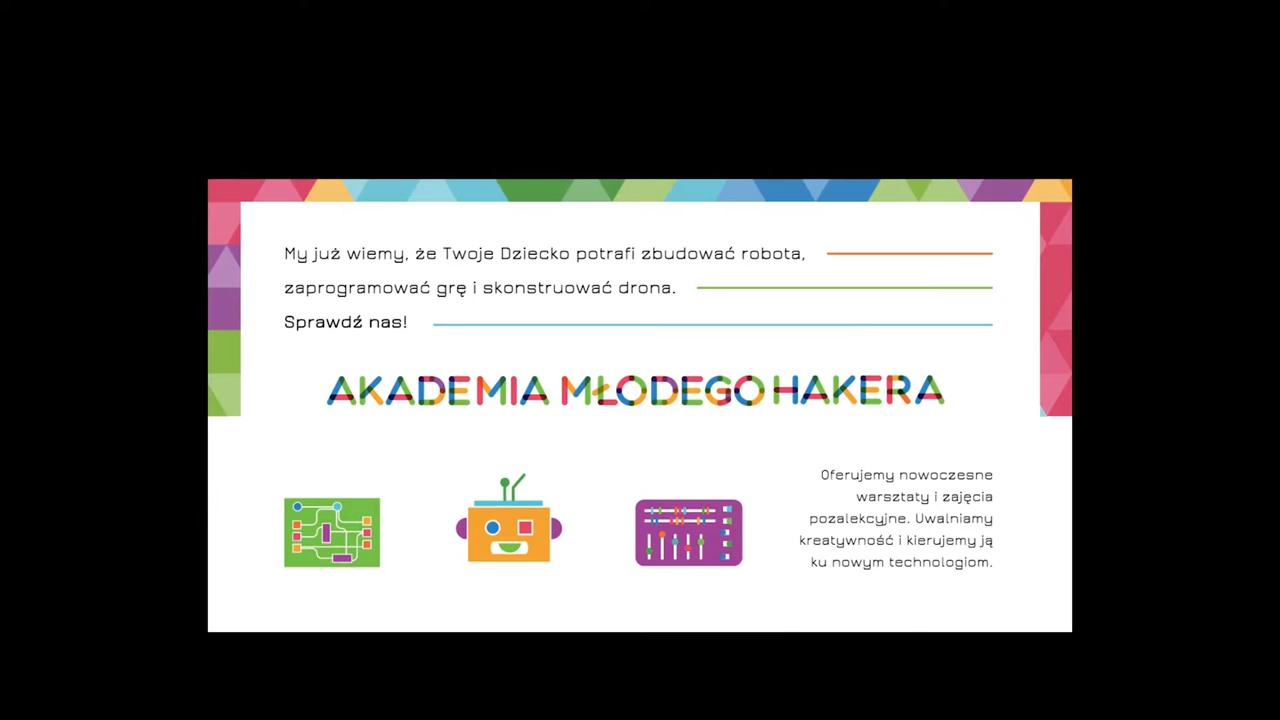 My już wiemy, że Twoje Dziecko potrafi zbudować robota,
zaprogramować grę i skonstruować drona.
Sprawdź nas!
AKADEMIA MŁODEGO HAKERA
Oferujemy nowoczesne
warsztaty i zajęcia
pozalekcyjne. Uwalniamy
kreatywność i kierujemy ją
ku nowym technologiom.